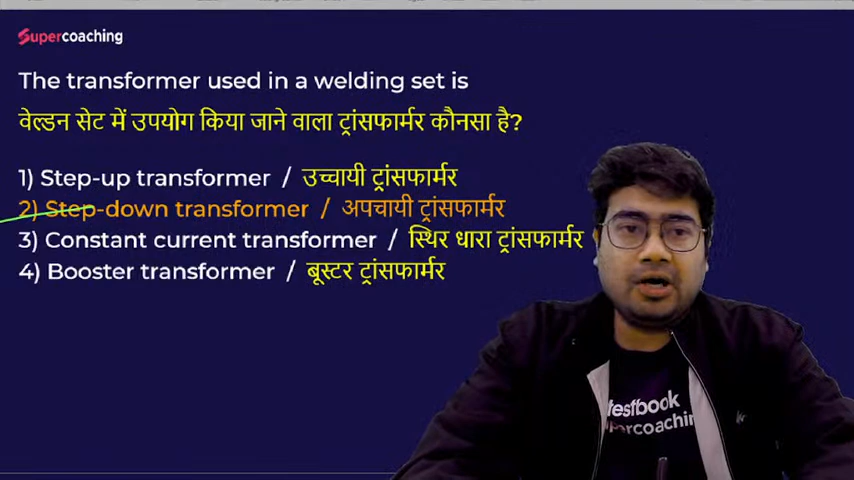 Supercoaching
The transformer used in a welding set is
वेल्डन सेट में उपयोग किया जाने वाला ट्रांसफार्मर कौनसा है?
1) Step-up transformer / उच्चायी ट्रांसफार्मर
2) Step-down transformer / अपचायी ट्रांसफार्मर
3) Constant current transformer / स्थिर धारा ट्रांसफार्मर
4) Booster transformer / बूस्टर ट्रांसफार्मर
testbook
supercoaching